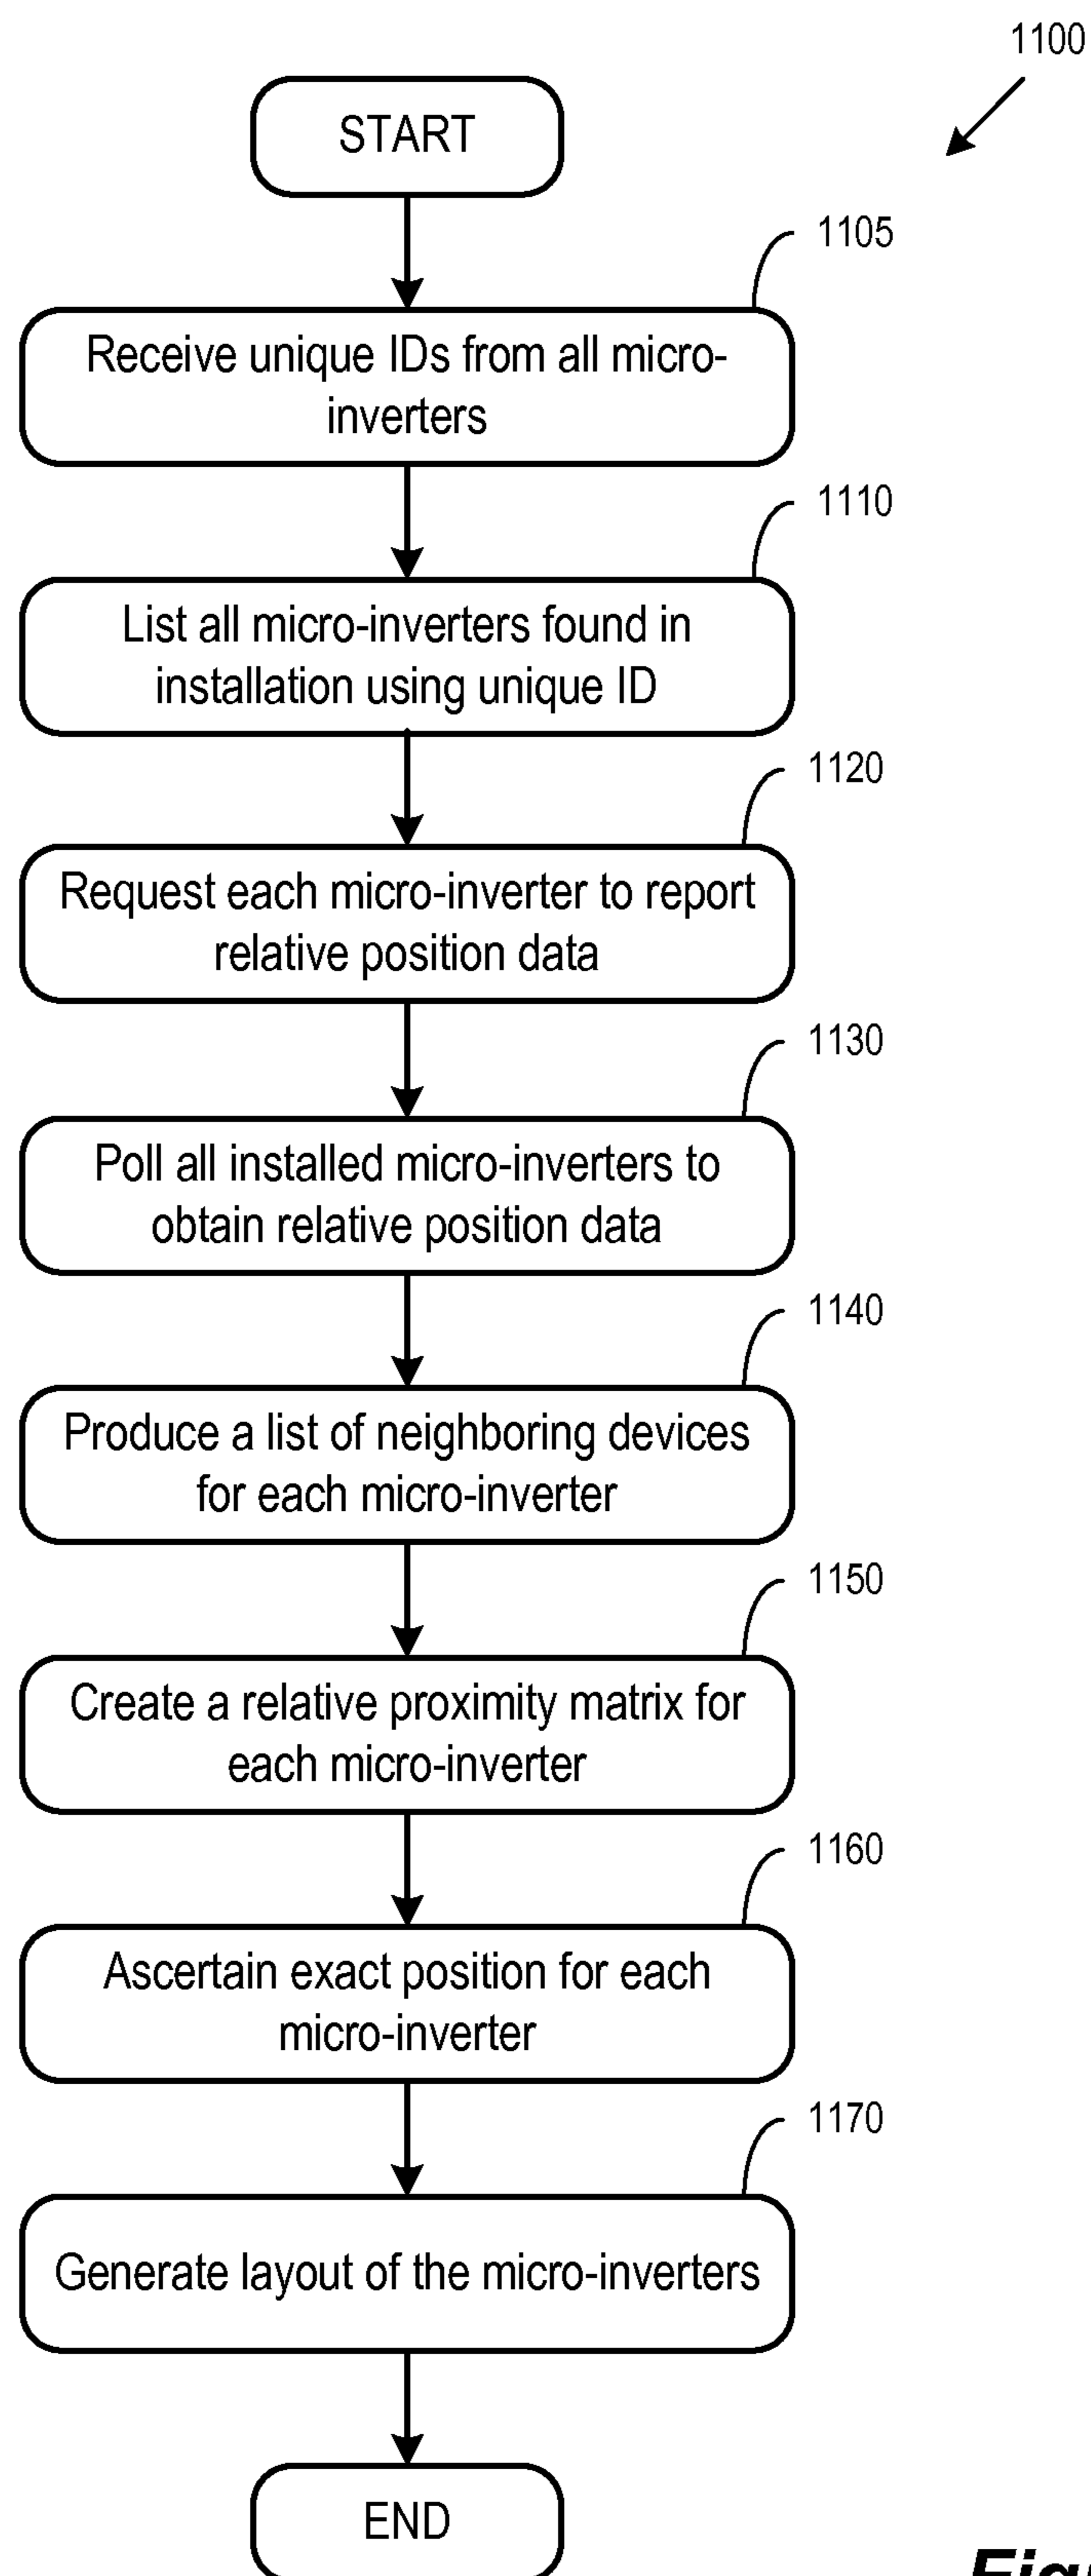 1100
START
1105
Receive unique IDs from all micro-
inverters
1110
List all micro-inverters found in
installation using unique ID
1120
Request each micro-inverter to report
relative position data
1130
Poll all installed micro-inverters to
obtain relative position data
1140
Produce a list of neighboring devices
for each micro-inverter
1150
Create a relative proximity matrix for
each micro-inverter
1160
Ascertain exact position for each
micro-inverter
1170
Generate layout of the micro-inverters
END